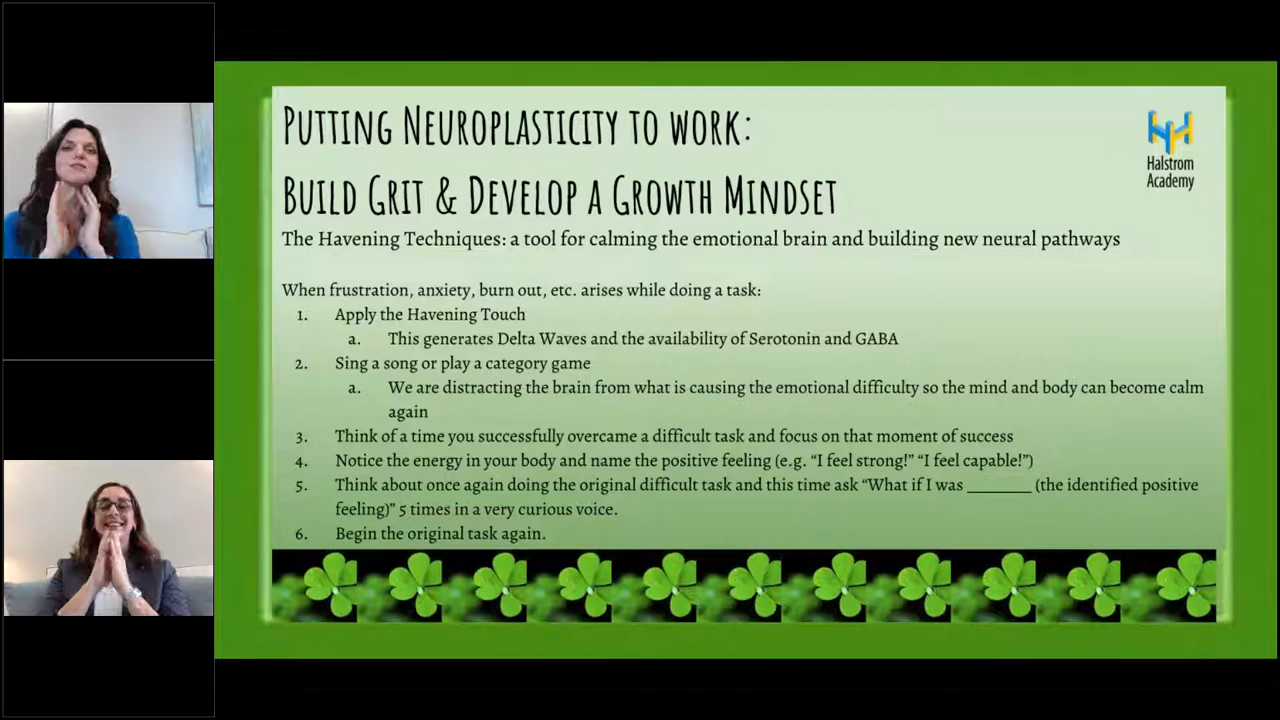 PUTTING NEUROPLASTICITY TO WORK:
BUILD GRIT & DEVELOP A GROWTH MINDSET
Halstrom
Academy
The Havening Techniques: a tool for calming the emotional brain and building new neural pathways
When frustration, anxiety, burn out, etc. arises while doing a task:
1. Apply the Havening Touch
a. This generates Delta Waves and the availability of Serotonin and GABA
2. Sing a song or play a category game
a. We are distracting the brain from what is causing the emotional difficulty so the mind and body can become calm
again
3. Think of a time you successfully overcame a difficult task and focus on that moment of success
4. Notice the energy in your body and name the positive feeling (e.g. “I feel strong!” “I feel capable!”)
5. Think about once again doing the original difficult task and this time ask “What if I was ________ (the identified positive
feeling)” 5 times in a very curious voice.
6. Begin the original task again.